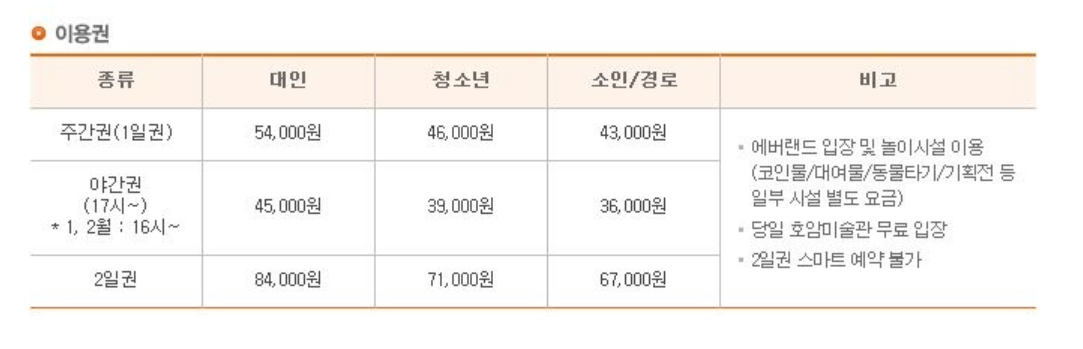 이용권
종류 대인 청소년 소인/경로 비고
주간권(1일권) 54,000원 46,000원 43,000원
야간권
(17시~)
* 1, 2월 : 16시~
45,000원 39,000원 36,000원
2일권 84,000원 71,000원 67,000원
▪ 에버랜드 입장 및 놀이시설 이용
(코인물/대여물/동물타기/기획전 등
일부 시설 별도 요금)
▪ 당일 호암미술관 무료 입장
▪ 2일권 스마트 예약 불가